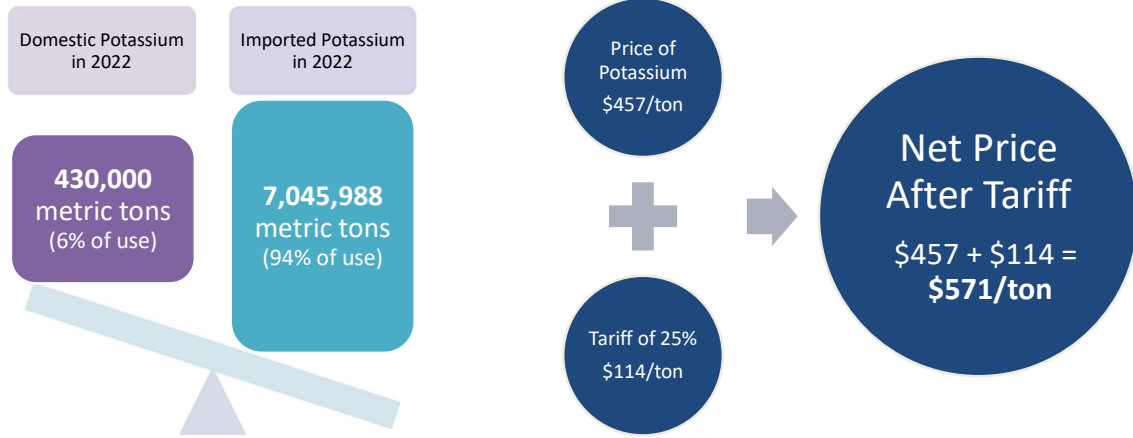 Domestic Potassium
in 2022
Imported Potassium
in 2022
430,000
metric tons
(6% of use)
7,045,988
metric tons
(94% of use)
Price of
Potassium
$457/ton
Tariff of 25%
$114/ton
Net Price
After Tariff
$457 + $114 =
$571/ton